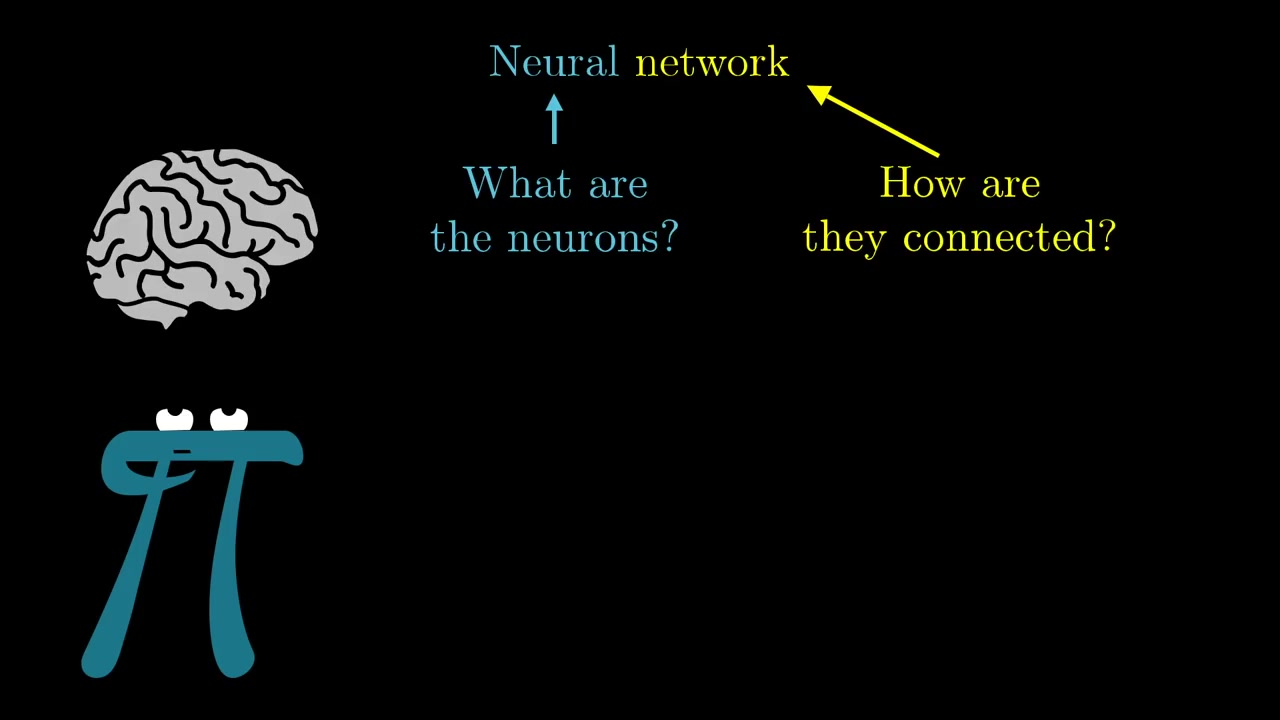 Neural network
What are
the neurons?
How are
they connected?